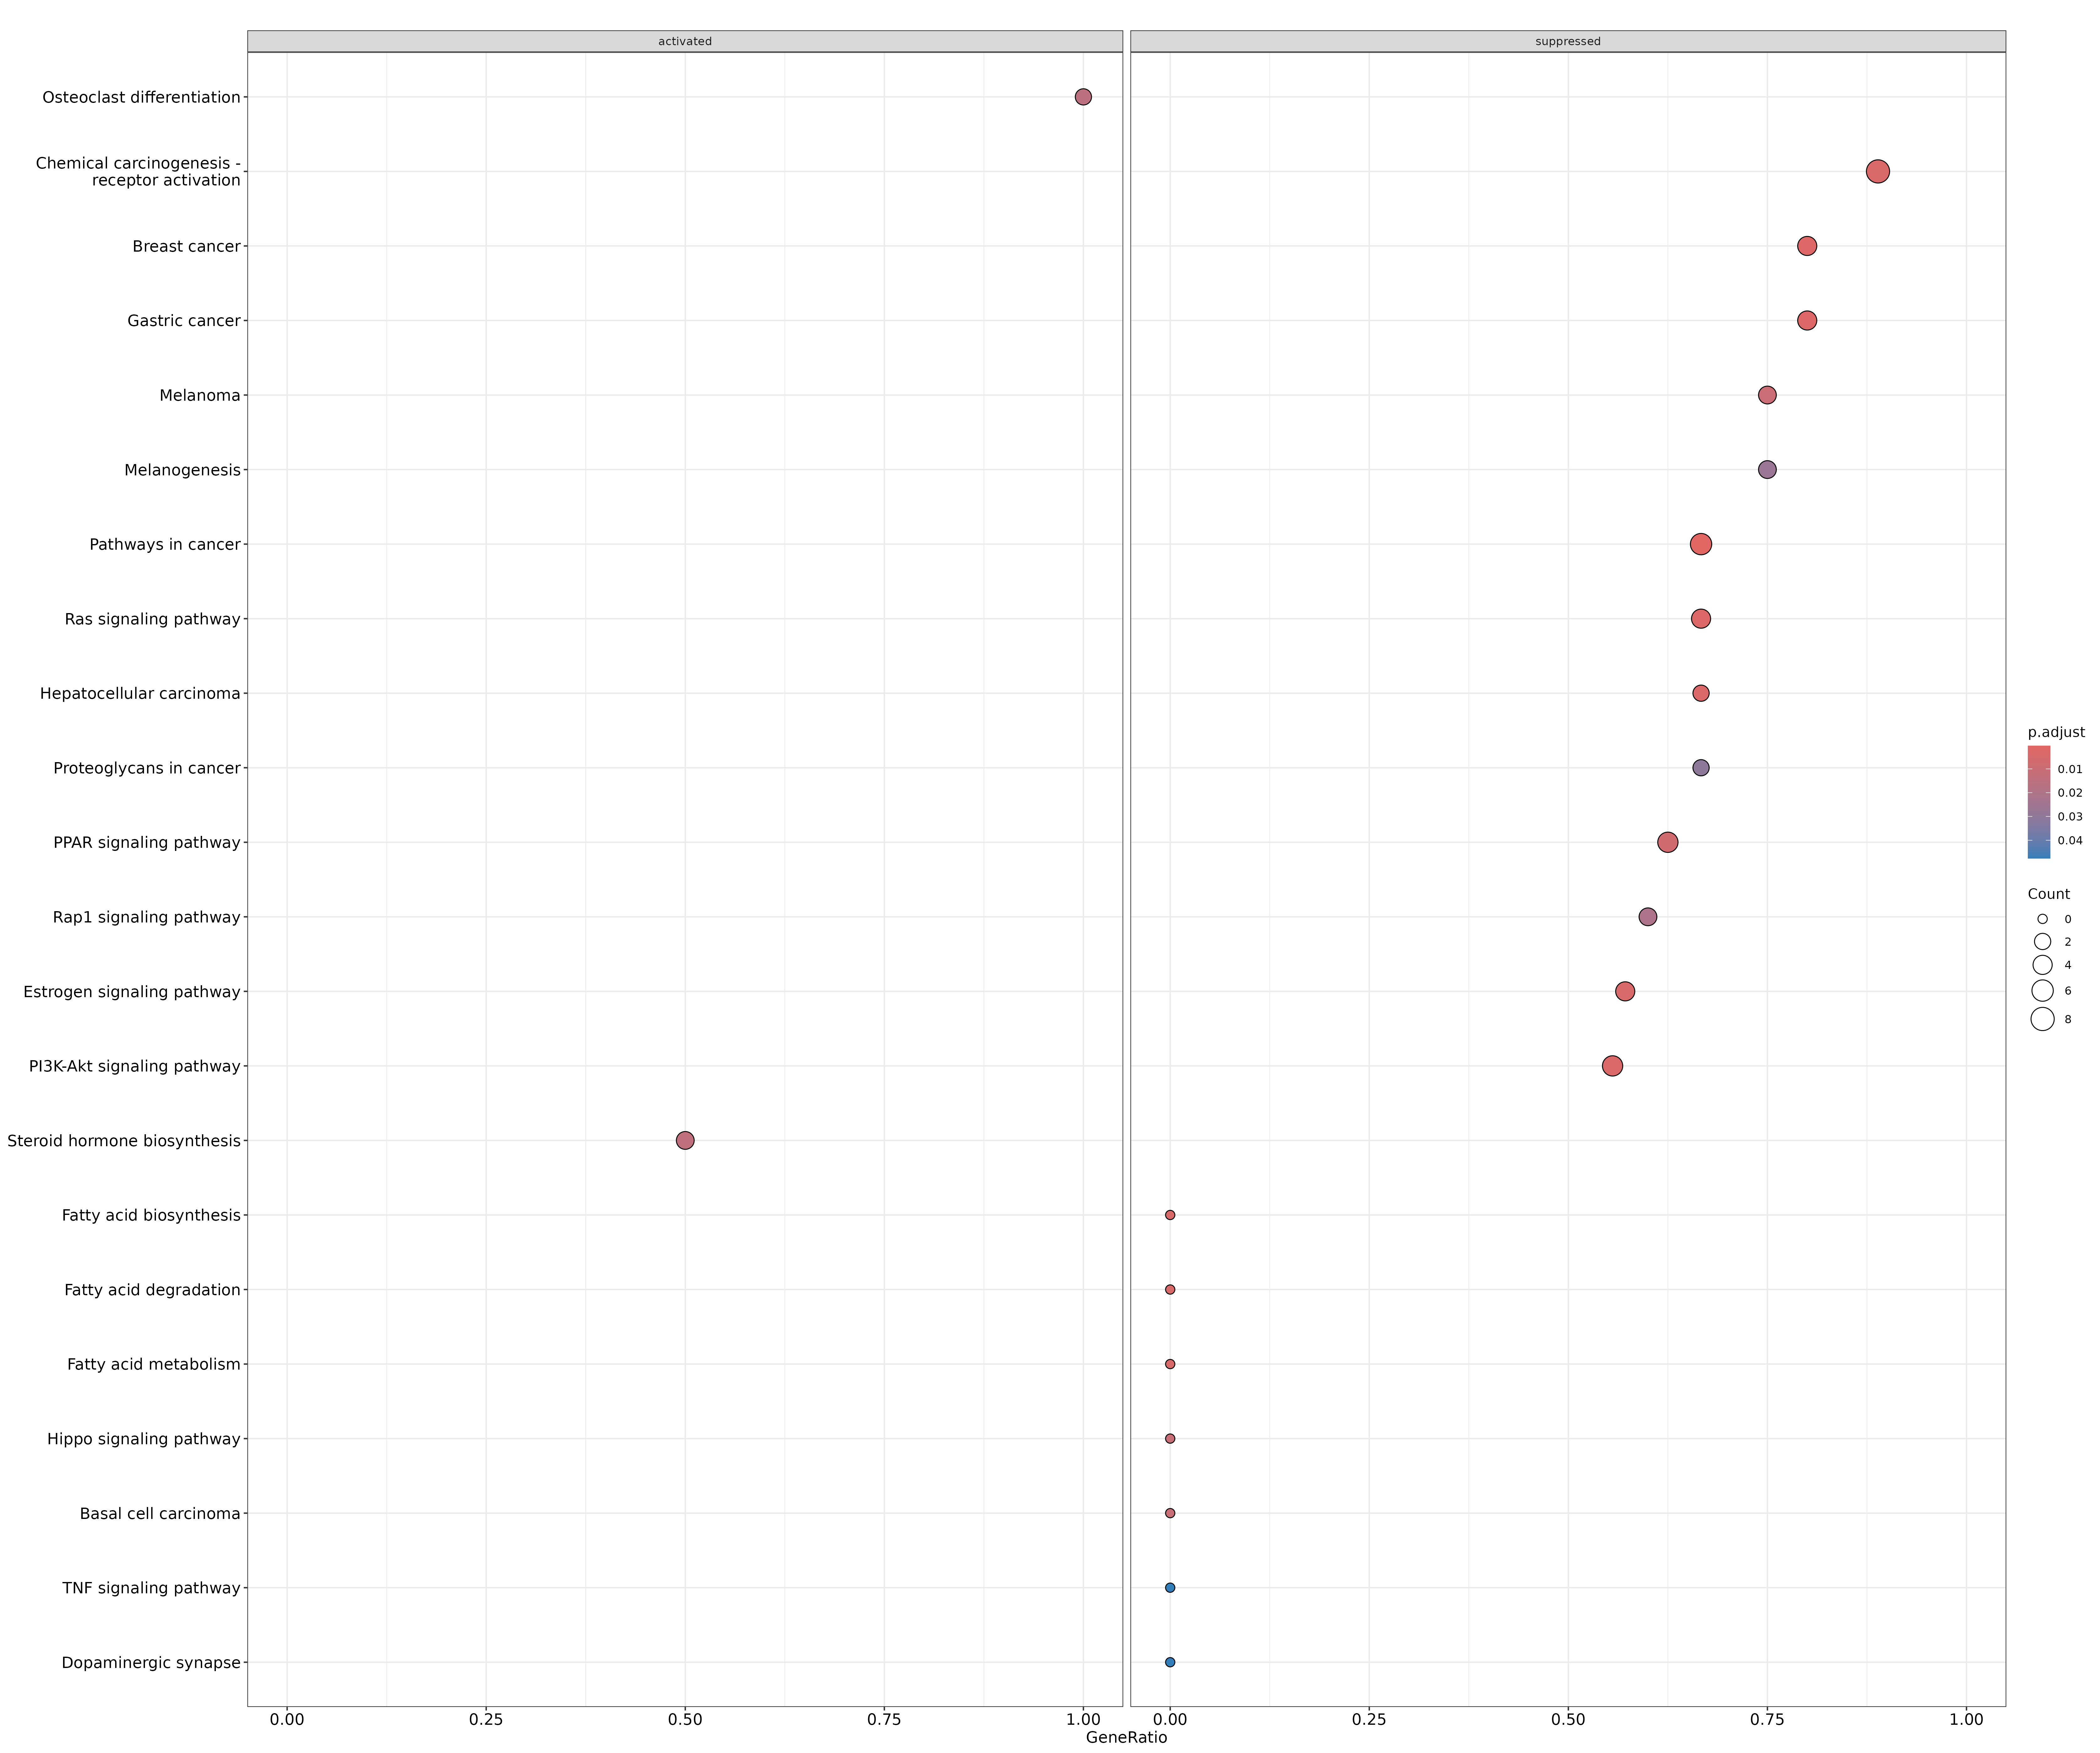 activated
suppressed
Osteoclast differentiation
Chemical carcinogenesis -
receptor activation
Breast cancer
Gastric cancer
Melanoma
Melanogenesis
Pathways in cancer
Ras signaling pathway
Hepatocellular carcinoma
Proteoglycans in cancer
PPAR signaling pathway
Rap1 signaling pathway
Estrogen signaling pathway
PI3K-Akt signaling pathway
Steroid hormone biosynthesis
Fatty acid biosynthesis
Fatty acid degradation
Fatty acid metabolism
Hippo signaling pathway
Basal cell carcinoma
TNF signaling pathway
Dopaminergic synapse
0.00 0.25 0.50 0.75 1.00 0.00 0.25 0.50 0.75 1.00
GeneRatio
p.adjust
0.01
0.02
0.03
0.04
Count
0
2
4
6
8